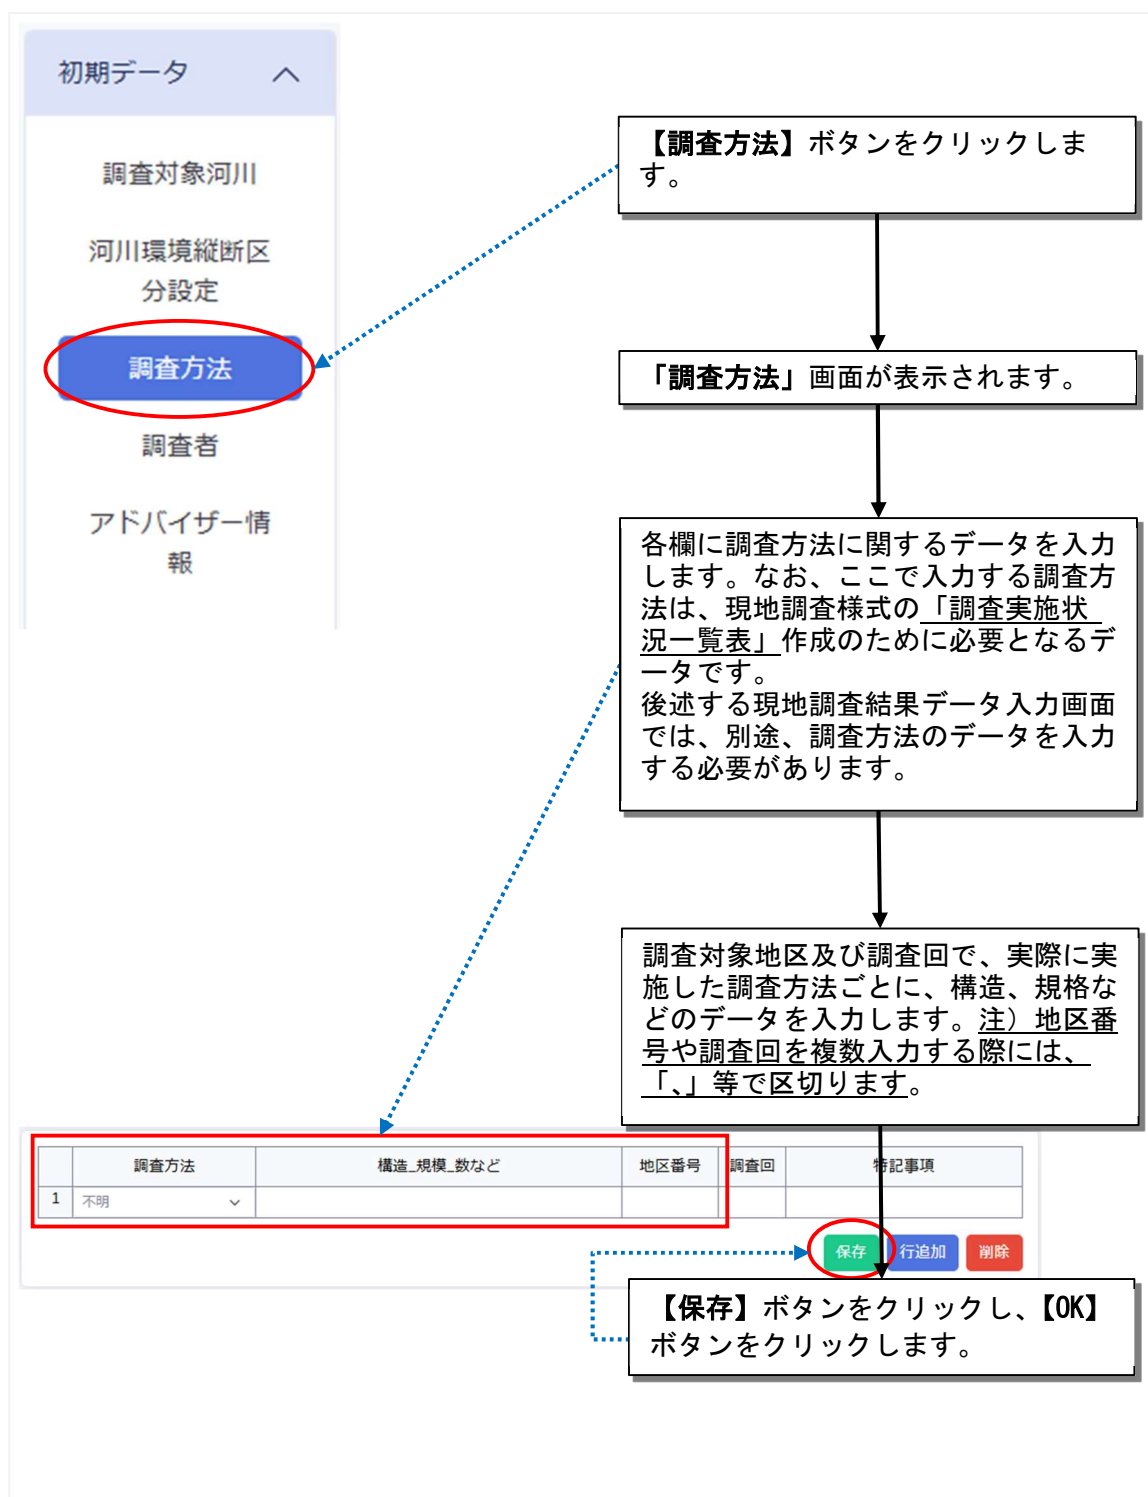 初期データ
調査対象河川
河川環境縦断区
分設定
調査方法
調査者
アドバイザー情
報
【調査方法】ボタンをクリックしま
す。
「調査方法」画面が表示されます。
各欄に調査方法に関するデータを入力
します。なお、ここで入力する調査方
法は、現地調査様式の「調査実施状
況一覧表」作成のために必要となるデ
ータです。
後述する現地調査結果データ入力画面
では、別途、調査方法のデータを入力
する必要があります。
調査対象地区及び調査回で、実際に実
施した調査方法ごとに、構造、規格な
どのデータを入力します。注）地区番
号や調査回を複数入力する際には、
「、」等で区切ります。
調査方法 構造_規模_数など 地区番号 調査回 特記事項
1 不明
保存 行追加 削除
【保存】ボタンをクリックし、【OK】
ボタンをクリックします。